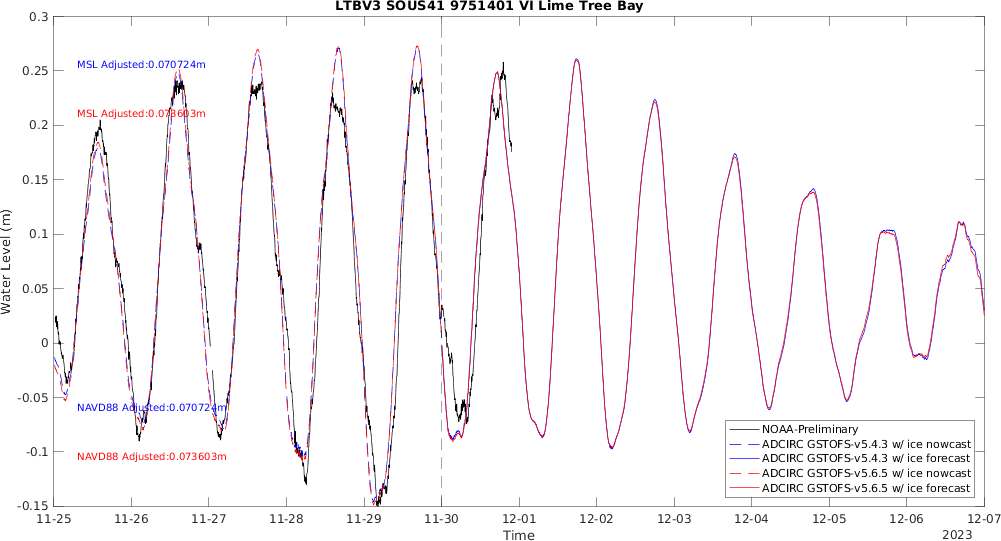 LTBV3 SOUS41 9751401 VI Lime Tree Bay
0.3
0.25
0.2
0.15
0.1
0.05
0
-0.05
-0.1
-0.15
Water Level (m)
MSL Adjusted:0.070724m
MSL Adjusted:0.073603m
NAVD88 Adjusted:0.070724m
NAVD88 Adjusted:0.073603m
NOAA-Preliminary
ADCIRC GSTOFS-v5.4.3 w/ ice nowcast
ADCIRC GSTOFS-v5.4.3 w/ ice forecast
ADCIRC GSTOFS-v5.6.5 w/ ice nowcast
ADCIRC GSTOFS-v5.6.5 w/ ice forecast
11-25 11-26 11-27 11-28 11-29 11-30 12-01 12-02 12-03 12-04 12-05 12-06 12-07
Time
2023